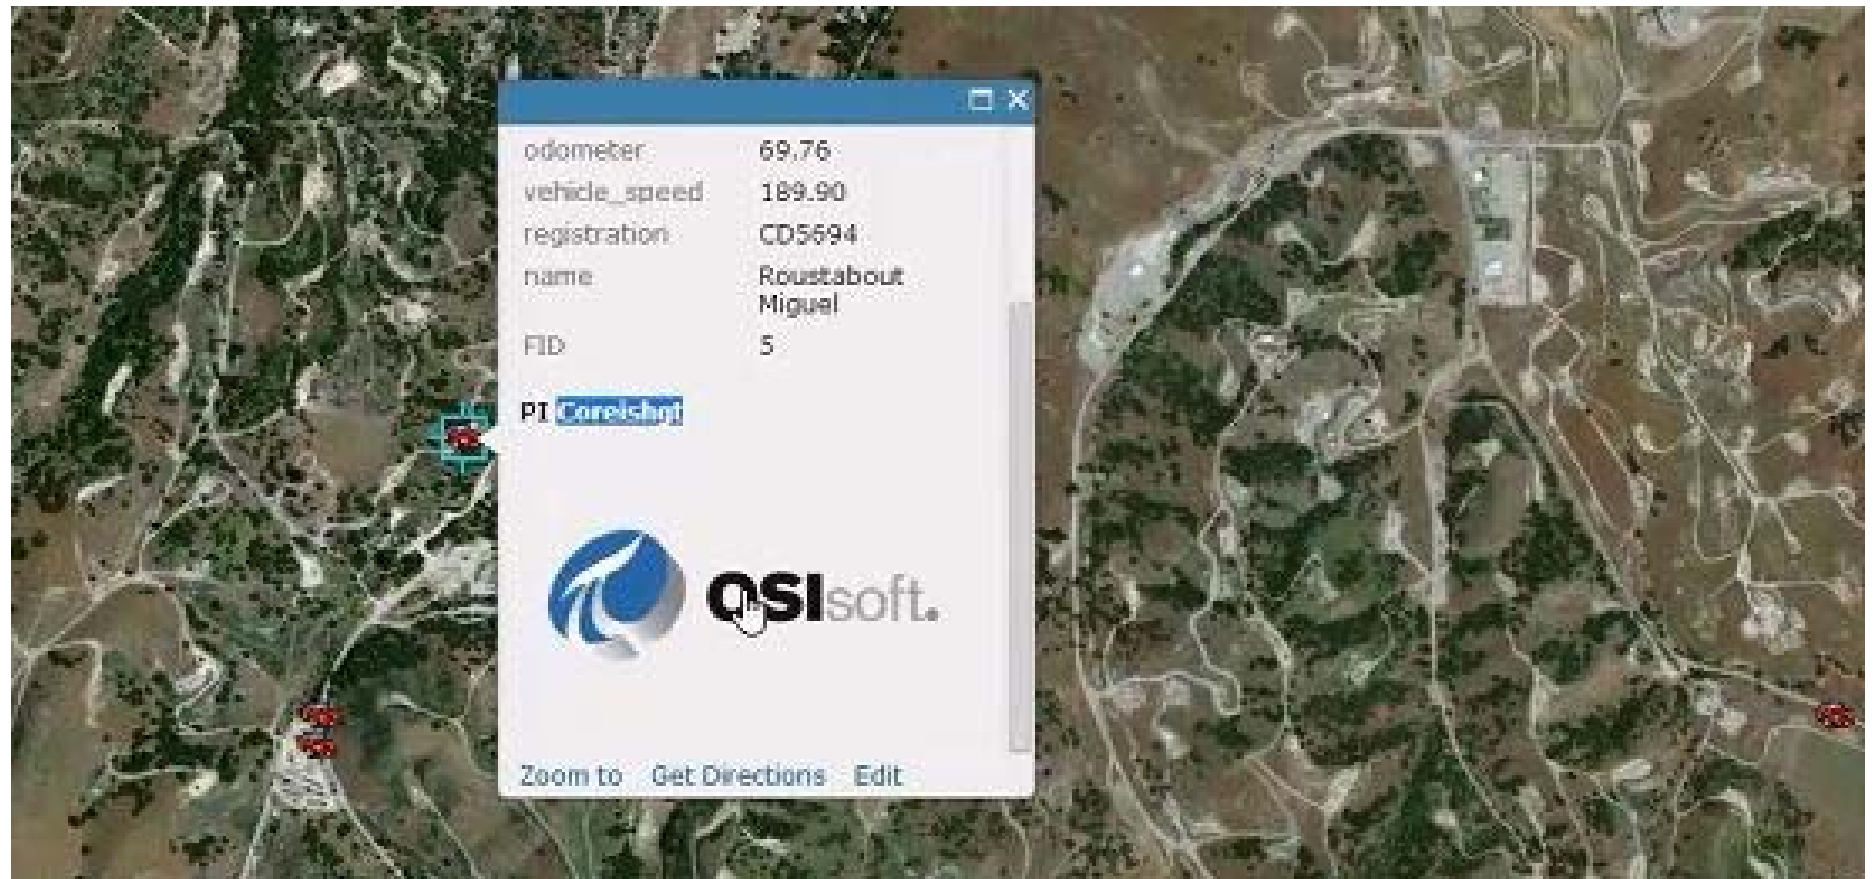 odometer 69.76
vehicle_speed 189.90
registration CD5694
name Roustabout
Miguel
FID 5
PI Coreishgt
OSIsoft.
Zoom to Get Directions Edit